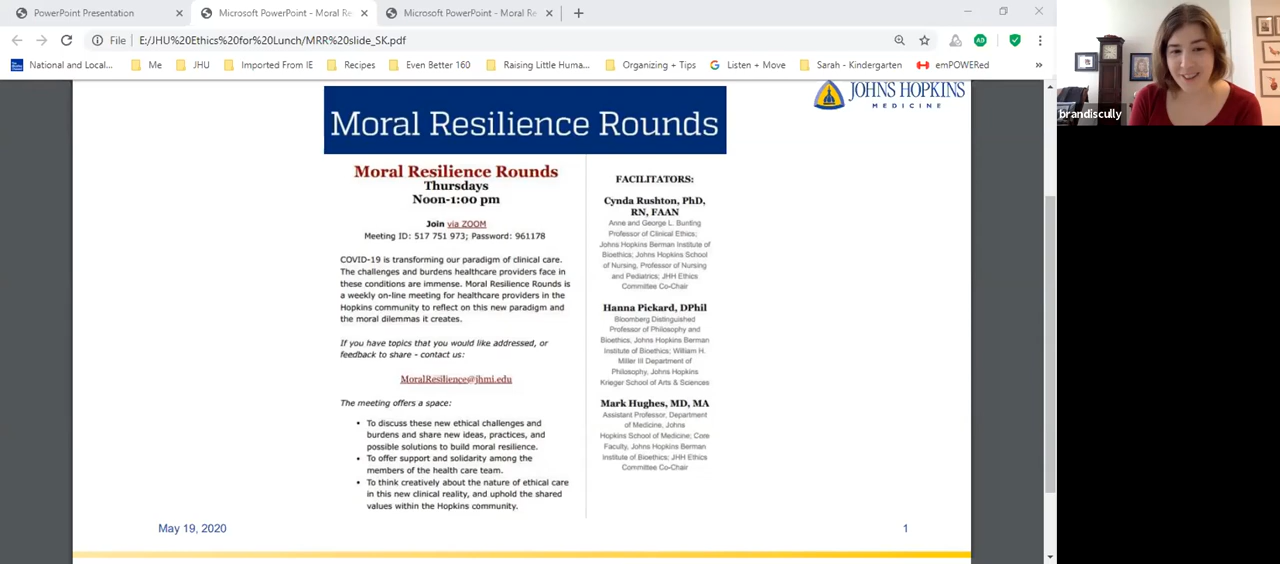 PowerPoint Presentation
Microsoft PowerPoint - Moral Re
Microsoft PowerPoint - Moral Re
File
E:/JHU%20Ethics%20for%20Lunch/MRR%20slide_SK.pdf
National and Local...
Me
JHU
Imported From IE
Recipes
Even Better 160
Raising Little Huma...
Organizing + Tips
Listen + Move
Sarah - Kindergarten
emPOWERed
»
brandiscully
JOHNS HOPKINS
MEDICINE
Moral Resilience Rounds
Moral Resilience Rounds
Thursdays
Noon-1:00 pm
Join via ZOOM
Meeting ID: 517 751 973; Password: 961178
COVID-19 is transforming our paradigm of clinical care.
The challenges and burdens healthcare providers face in
these conditions are immense. Moral Resilience Rounds is
a weekly on-line meeting for healthcare providers in the
Hopkins community to reflect on this new paradigm and
the moral dilemmas it creates.
If you have topics that you would like addressed, or
feedback to share - contact us:
MoralResilience@jhmi.edu
The meeting offers a space:
• To discuss these new ethical challenges and
burdens and share new ideas, practices, and
possible solutions to build moral resilience.
• To offer support and solidarity among the
members of the health care team.
• To think creatively about the nature of ethical care
in this new clinical reality, and uphold the shared
values within the Hopkins community.
FACILITATORS:
Cynda Rushton, PhD,
RN, FAAN
Anne and George L. Bunting
Professor of Clinical Ethics;
Johns Hopkins Berman Institute of
Bioethics; Johns Hopkins School
of Nursing, Professor of Nursing
and Pediatrics; JHH Ethics
Committee Co-Chair
Hanna Pickard, DPhil
Bloomberg Distinguished
Professor of Philosophy and
Bioethics, Johns Hopkins Berman
Institute of Bioethics; William H.
Miller III Department of
Philosophy, Johns Hopkins
Krieger School of Arts & Sciences
Mark Hughes, MD, MA
Assistant Professor, Department
of Medicine, Johns
Hopkins School of Medicine; Core
Faculty, Johns Hopkins Berman
Institute of Bioethics; JHH Ethics
Committee Co-Chair
May 19, 2020
1